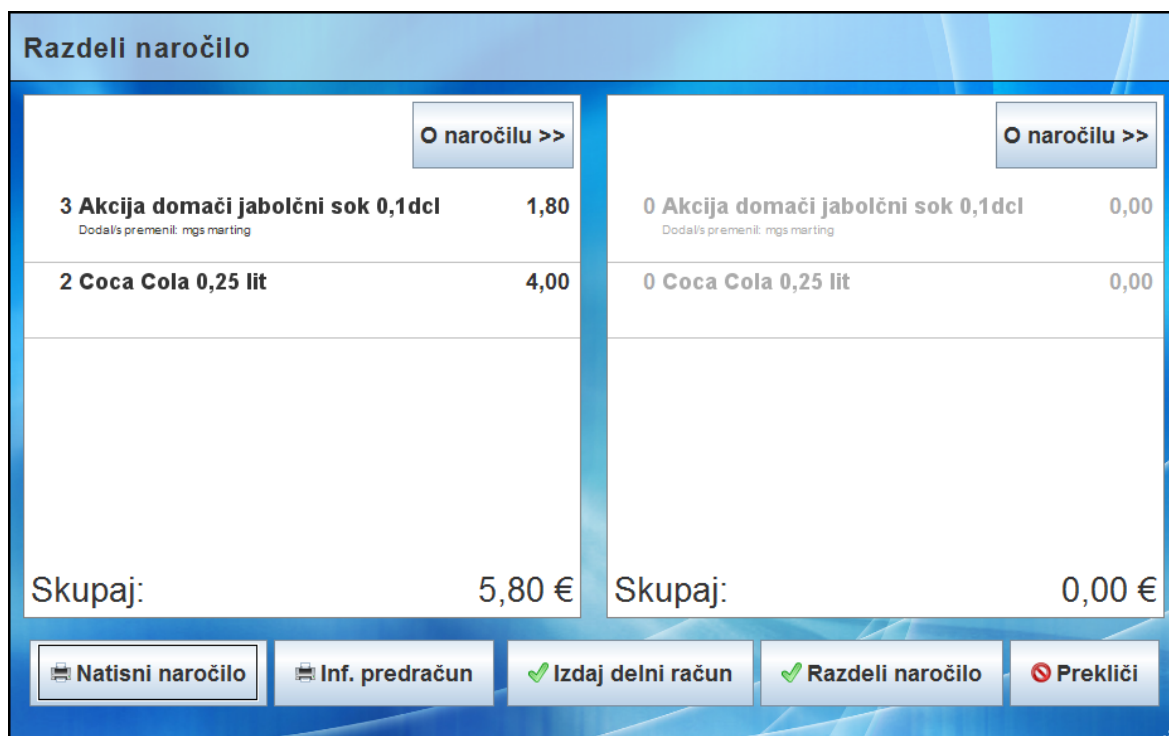 Razdeli naročilo
O naročilu >>
3 Akcija domači jabolčni sok 0,1dcl 1,80
Dodal/s premenil: mgs marting
2 Coca Cola 0,25 lit 4,00
Skupaj: 5,80 €
O naročilu >>
0 Akcija domači jabolčni sok 0,1dcl 0,00
Dodal/s premenil: mgs marting
0 Coca Cola 0,25 lit 0,00
Skupaj: 0,00 €
Natisni naročilo
Inf. predračun
Izdaj delni račun
Razdeli naročilo
Prekliči